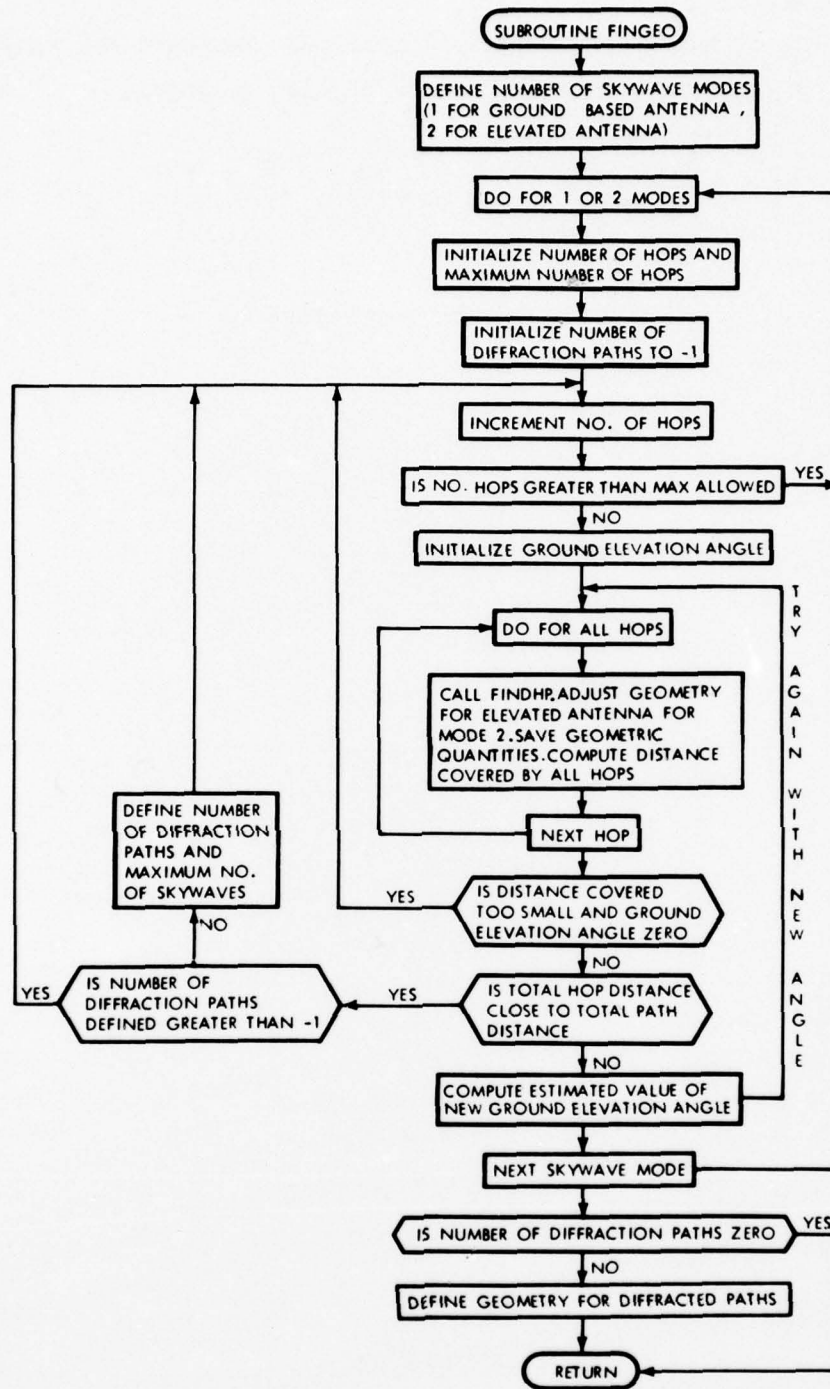 SUBROUTINE FINGEO
DEFINE NUMBER OF SKYWAVE MODES
(1 FOR GROUND BASED ANTENNA ,
2 FOR ELEVATED ANTENNA)
DO FOR 1 OR 2 MODES
INITIALIZE NUMBER OF HOPS AND
MAXIMUM NUMBER OF HOPS
INITIALIZE NUMBER OF
DIFFRACTION PATHS TO -1
INCREMENT NO. OF HOPS
IS NO. HOPS GREATER THAN MAX ALLOWED
YES
NO
INITIALIZE GROUND ELEVATION ANGLE
DO FOR ALL HOPS
CALL FINDHP.ADJUST GEOMETRY
FOR ELEVATED ANTENNA FOR
MODE 2.SAVE GEOMETRIC
QUANTITIES.COMPUTE DISTANCE
COVERED BY ALL HOPS
NEXT HOP
TRY AGAIN WITH NEW ANGLE
DEFINE NUMBER
OF DIFFRACTION
PATHS AND
MAXIMUM NO.
OF SKYWAVES
YES
IS DISTANCE COVERED
TOO SMALL AND GROUND
ELEVATION ANGLE ZERO
NO
NO
YES
IS NUMBER OF
DIFFRACTION PATHS
DEFINED GREATER THAN -1
YES
IS TOTAL HOP DISTANCE
CLOSE TO TOTAL PATH
DISTANCE
NO
COMPUTE ESTIMATED VALUE OF
NEW GROUND ELEVATION ANGLE
NEXT SKYWAVE MODE
IS NUMBER OF DIFFRACTION PATHS ZERO
YES
NO
DEFINE GEOMETRY FOR DIFFRACTED PATHS
RETURN